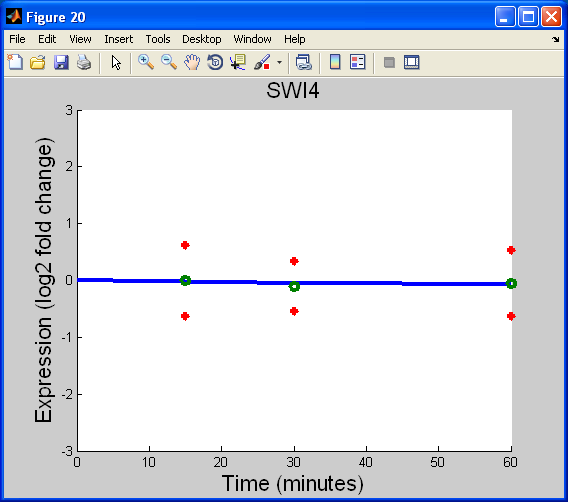 Figure 20
File Edit View Insert Tools Desktop Window Help
SWI4
Expression (log2 fold change)
3
2
1
0
-1
-2
-3
0 10 20 30 40 50 60
Time (minutes)